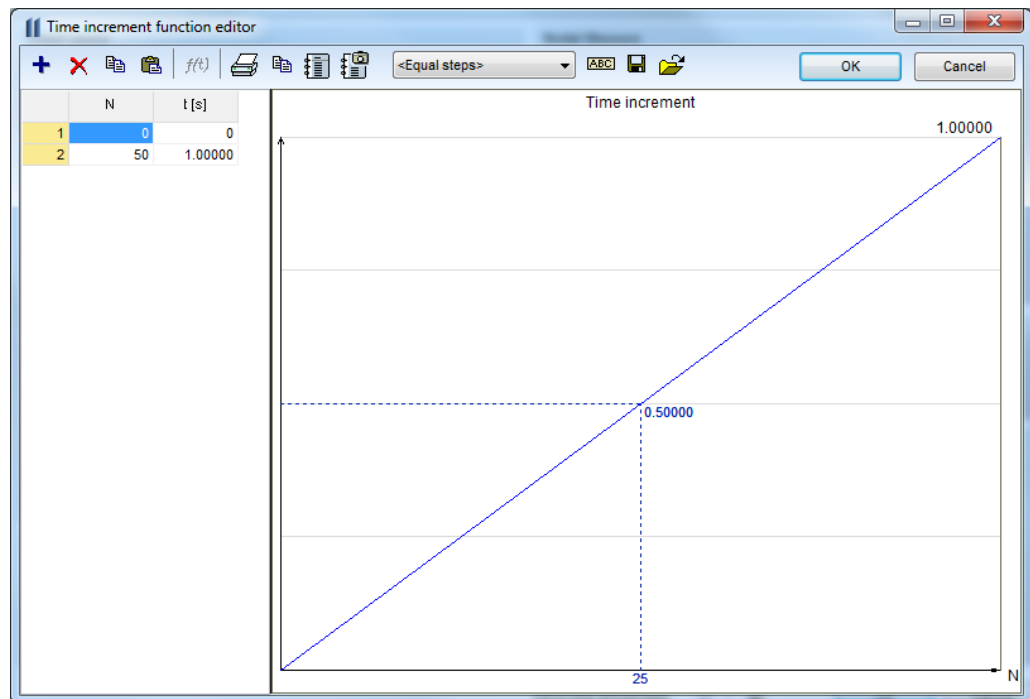 Time increment function editor
f(t)
<Equal steps>
ABC
OK
Cancel
N t [s]
1 0 0
2 50 1.00000
Time increment
1.00000
0.50000
25
N